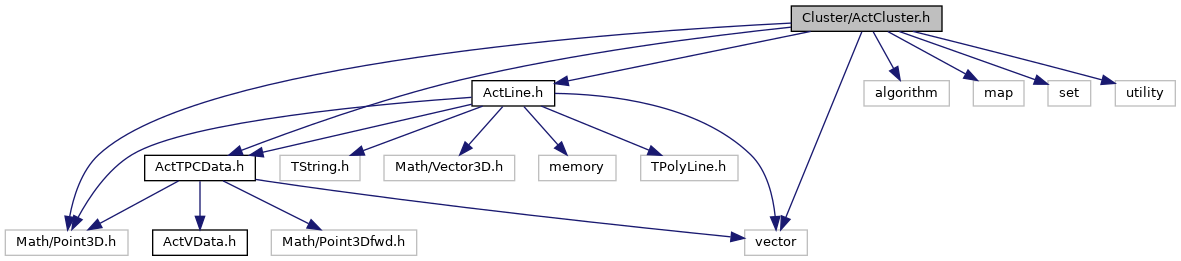 Cluster/ActCluster.h
ActLine.h
algorithm
map
set
utility
ActTPCData.h
TString.h
Math/Vector3D.h
memory
TPolyLine.h
Math/Point3D.h
ActVData.h
Math/Point3Dfwd.h
vector